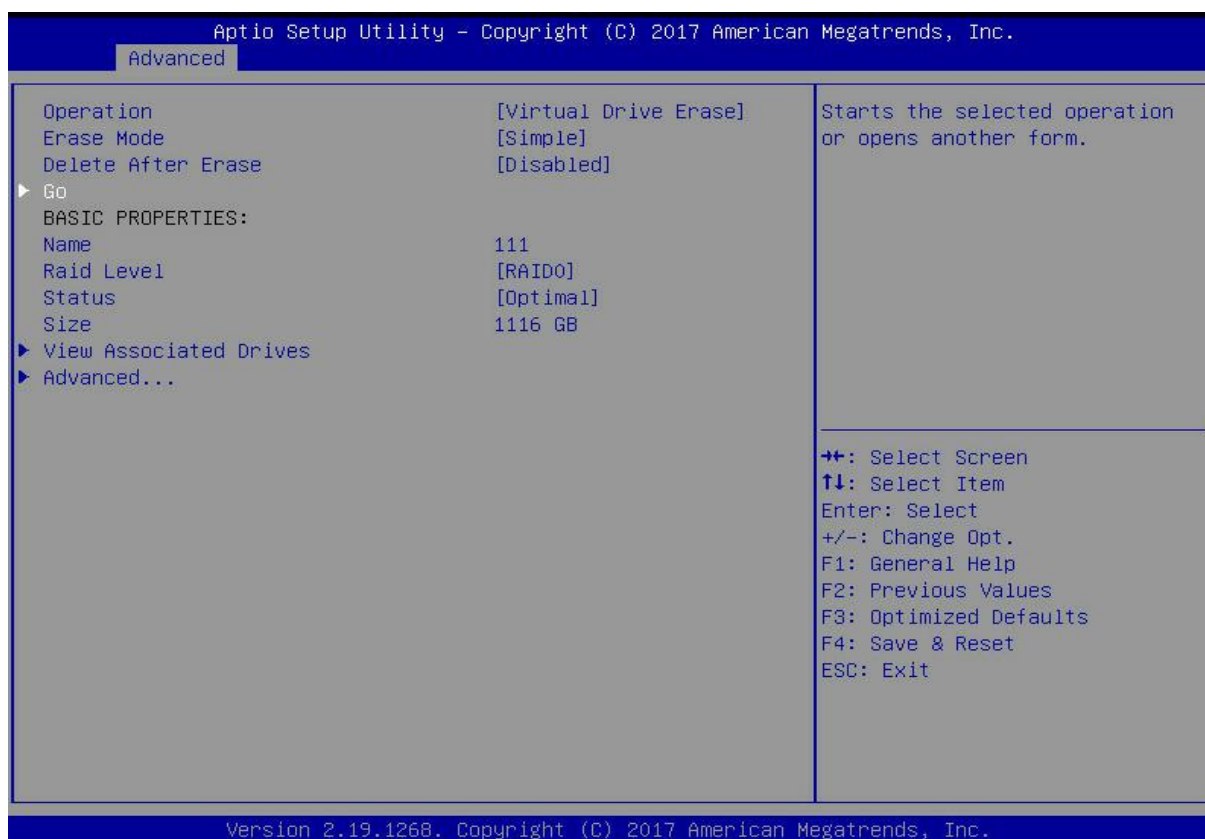 Aptio Setup Utility – Copyright (C) 2017 American Megatrends, Inc.
Advanced
Operation [Virtual Drive Erase]
Erase Mode [Simple]
Delete After Erase [Disabled]
Go
BASIC PROPERTIES:
Name 111
Raid Level [RAID0]
Status [Optimal]
Size 1116 GB
View Associated Drives
Advanced...
Starts the selected operation
or opens another form.
→←: Select Screen
↑↓: Select Item
Enter: Select
+/-: Change Opt.
F1: General Help
F2: Previous Values
F3: Optimized Defaults
F4: Save & Reset
ESC: Exit
Version 2.19.1268. Copyright (C) 2017 American Megatrends, Inc.